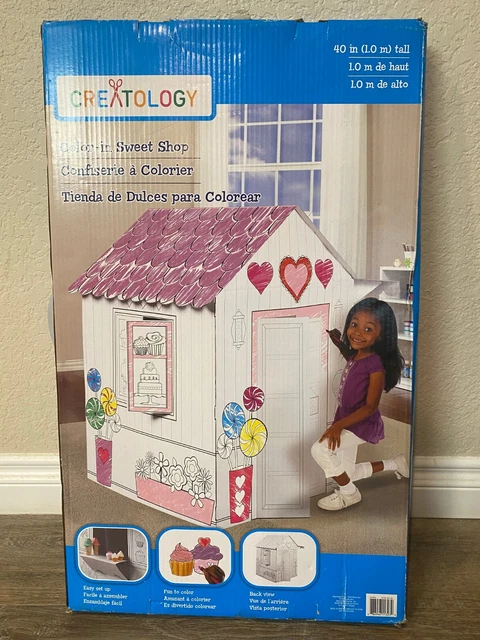 40 in (1.0 m) tall
1.0 m de haut
1.0 m de alto
CREATOLOGY
Color-in Sweet Shop
Confiserie à Colorier
Tienda de Dulces para Colorear
Easy set up
Facile à assembler
Ensamblaje fácil
Fun to color
Amusant à colorier
Es divertido colorear
Back view
Vue de l'arrière
Vista posterior